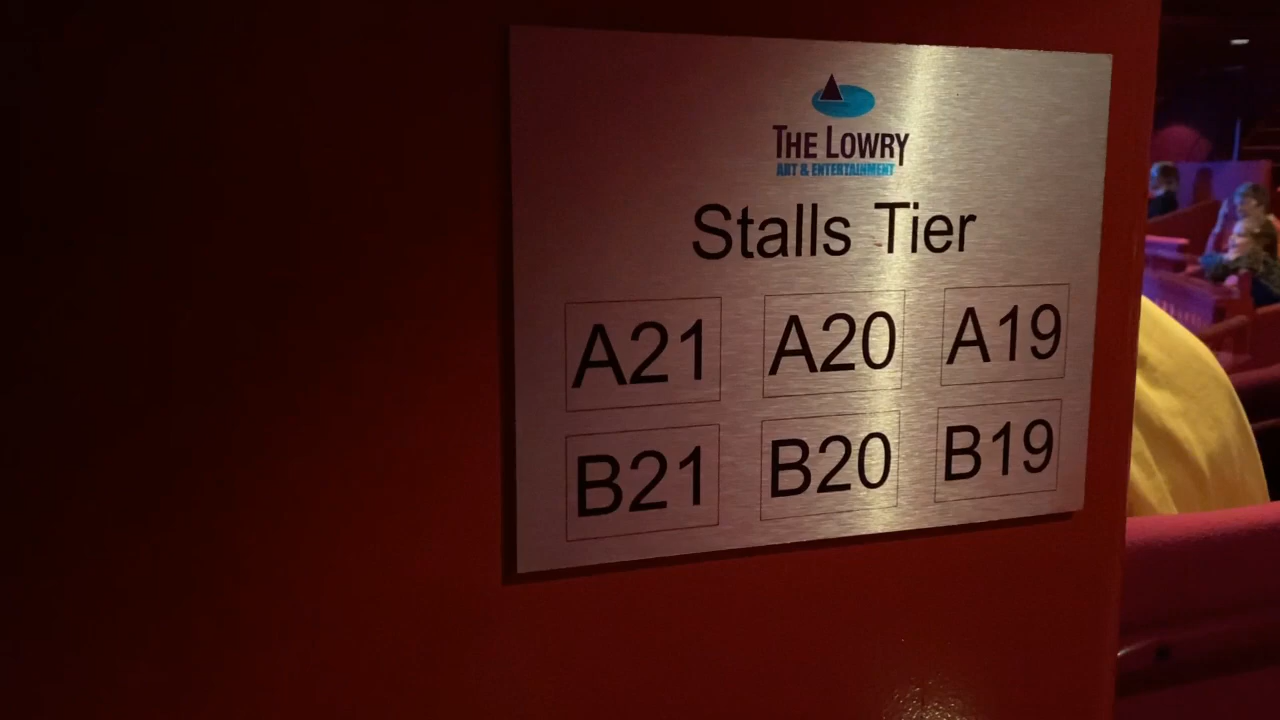 THE LOWRY
ART & ENTERTAINMENT
Stalls Tier
A21 A20 A19
B21 B20 B19